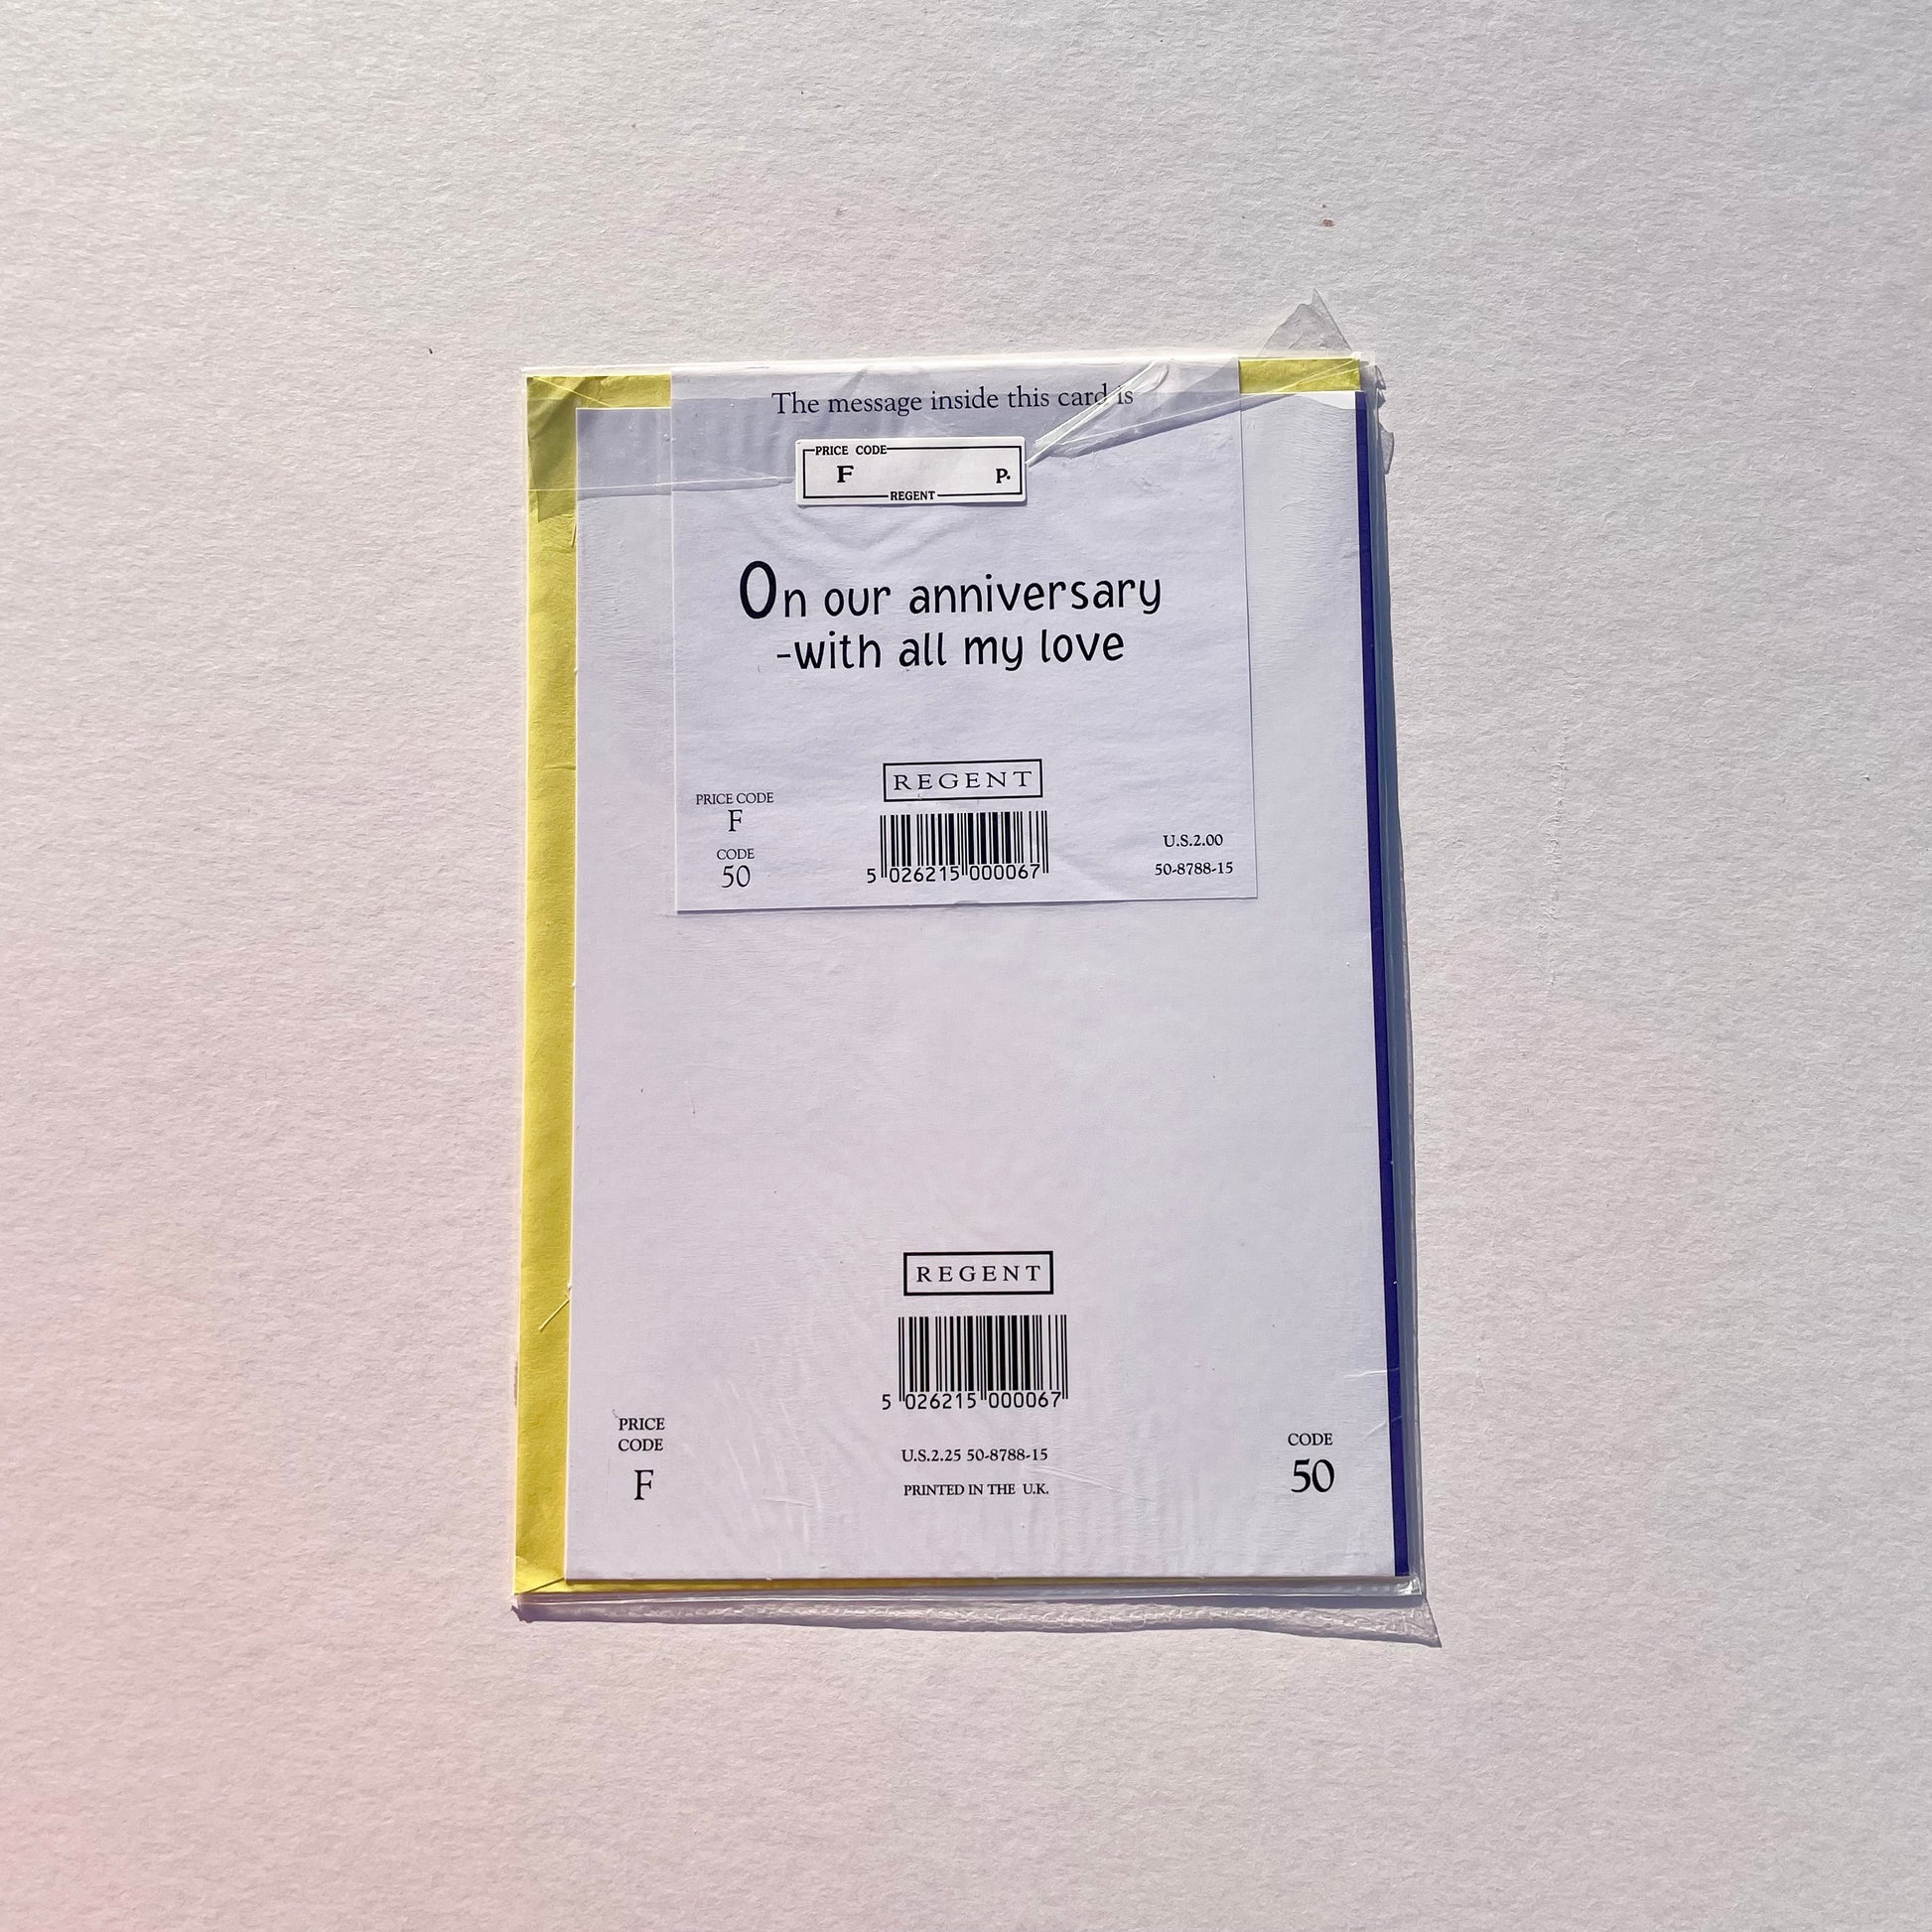 The message inside this card is
PRICE CODE
F P.
REGENT
On our anniversary
-with all my love
REGENT
PRICE CODE
F
CODE
50
5 026215 000067
U.S.2.00
50-8788-15
REGENT
5 026215 000067
PRICE
CODE
F
U.S.2.25 50-8788-15
PRINTED IN THE U.K.
CODE
50